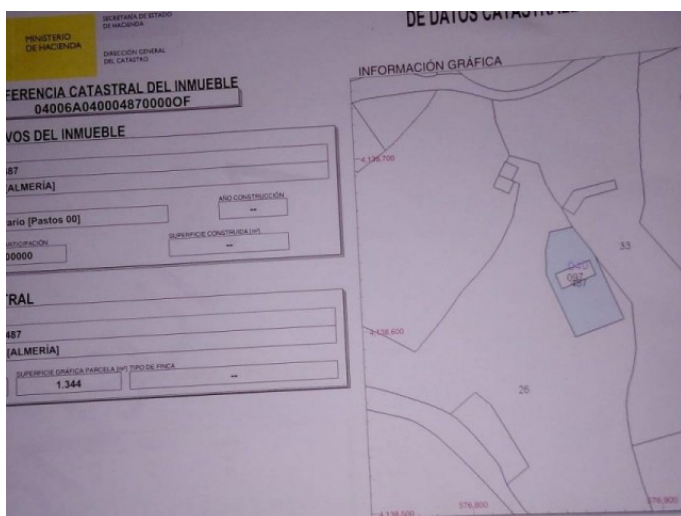 MINISTERIO
DE HACIENDA
SECRETARÍA DE ESTADO
DE HACIENDA
DIRECCIÓN GENERAL
DEL CATASTRO
FERENCIA CATASTRAL DEL INMUEBLE
04006A040004870000OF
VOS DEL INMUEBLE
487
[ALMERÍA]
rario [Pastos 00]
AÑO CONSTRUCCIÓN
--
ARTICIPACIÓN
00000
SUPERFICIE CONSTRUIDA [m²]
--
TRAL
487
[ALMERÍA]
SUPERFICIE GRÁFICA PARCELA [m²]
1.344
TIPO DE FINCA
--
DE DATOS CATASTRALE
INFORMACIÓN GRÁFICA
4,138,700
33
487
4,138,600
26
576,800
576,900
4,138,500